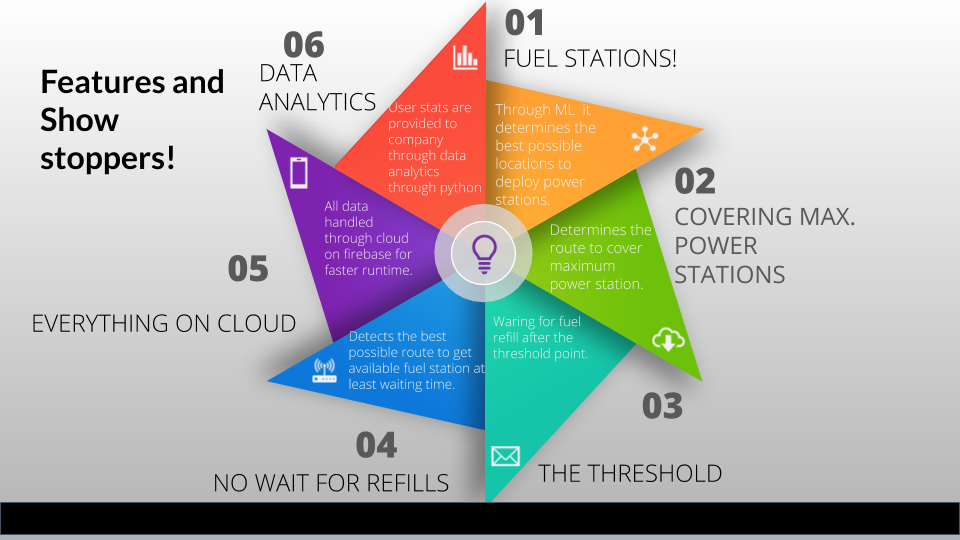 Features and
Show
stoppers!
01
FUEL STATIONS!
Through ML it
determines the
best possible
locations to
deploy power
stations.
02
COVERING MAX.
POWER
STATIONS
Determines the
route to cover
maximum
power station.
03
THE THRESHOLD
Waring for fuel
refill after the
threshold point.
04
NO WAIT FOR REFILLS
Detects the best
possible route to get
available fuel station at
least waiting time.
05
EVERYTHING ON CLOUD
All data
handled
through cloud
on firebase for
faster runtime.
06
DATA
ANALYTICS
User stats are
provided to
company
through data
analytics
through python